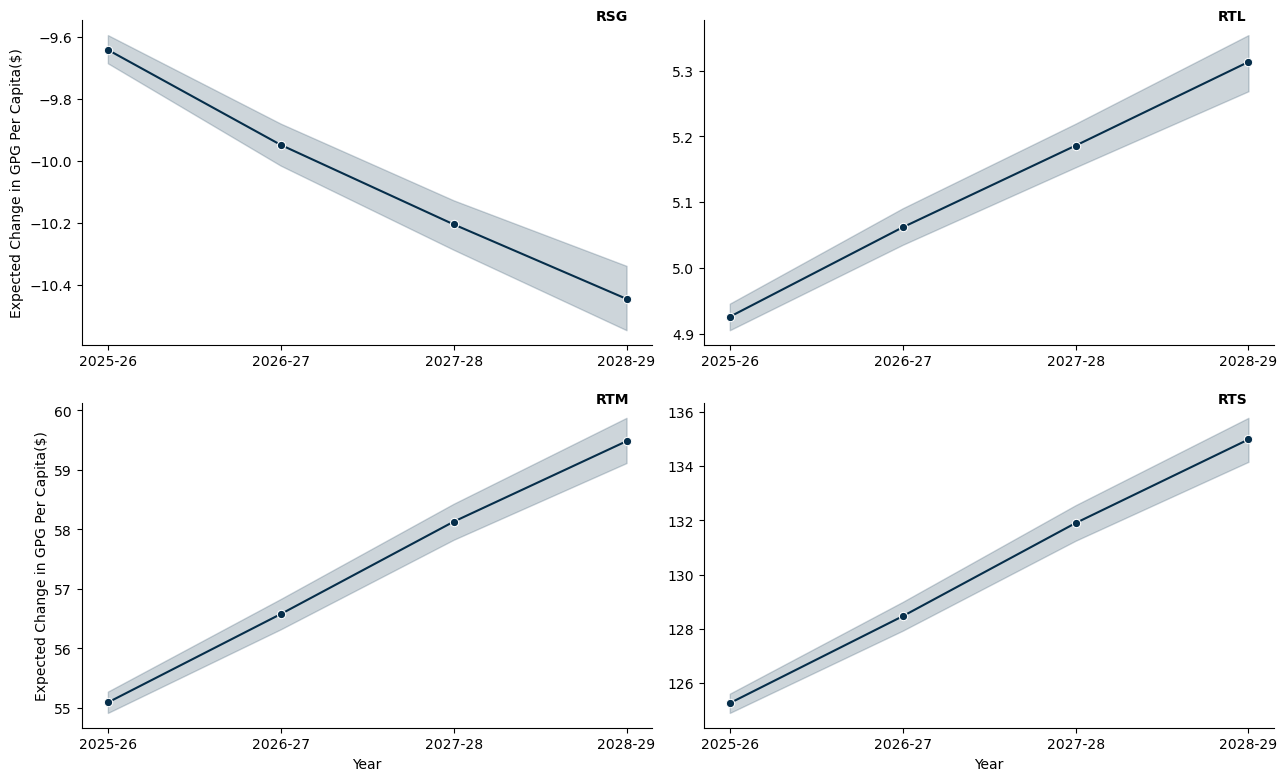 RSG
Expected Change in GPG Per Capita($)
−9.6
−9.8
−10.0
−10.2
−10.4
2025-26 2026-27 2027-28 2028-29
RTL
5.3
5.2
5.1
5.0
4.9
2025-26 2026-27 2027-28 2028-29
RTM
Expected Change in GPG Per Capita($)
60
59
58
57
56
55
2025-26 2026-27 2027-28 2028-29
Year
RTS
136
134
132
130
128
126
2025-26 2026-27 2027-28 2028-29
Year